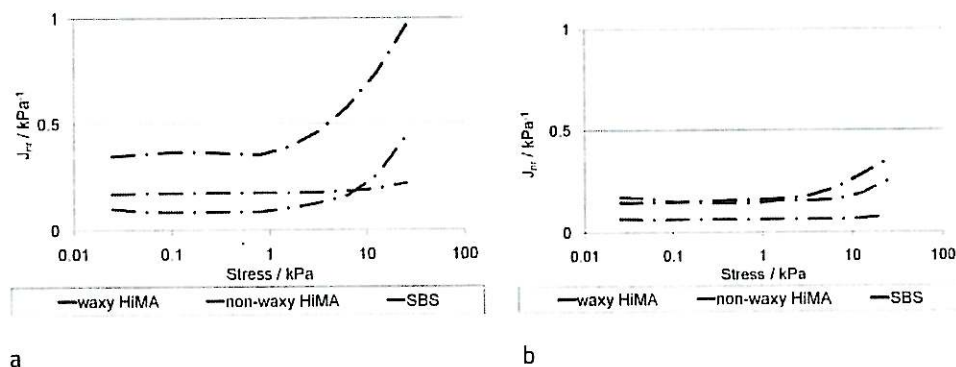 1
0.5
0
J_nr / kPa⁻¹
0.01 0.1 1 10 100
Stress / kPa
waxy HiMA non-waxy HiMA SBS
a
1
0.5
0
J_nr / kPa⁻¹
0.01 0.1 1 10 100
Stress / kPa
waxy HiMA non-waxy HiMA SBS
b